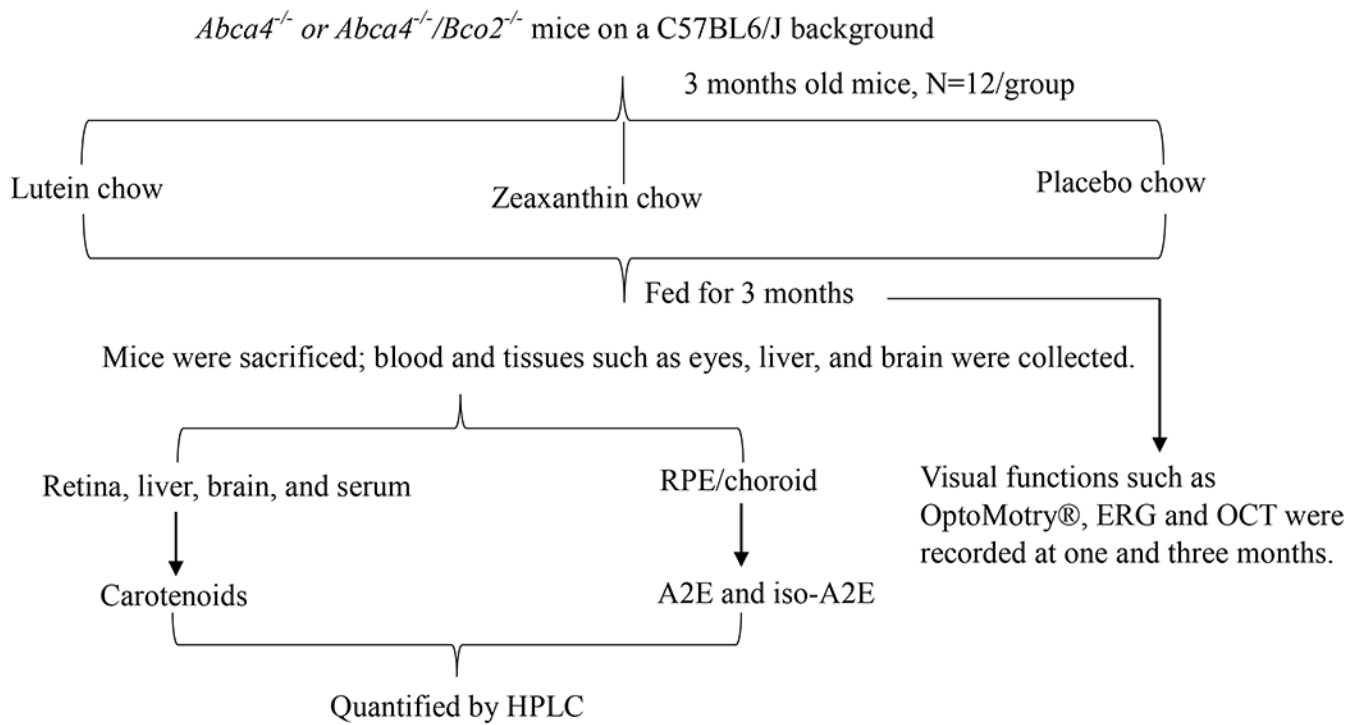 Abca4-/- or Abca4-/-/Bco2-/- mice on a C57BL6/J background
3 months old mice, N=12/group
Lutein chow
Zeaxanthin chow
Placebo chow
Fed for 3 months
Mice were sacrificed; blood and tissues such as eyes, liver, and brain were collected.
Retina, liver, brain, and serum
RPE/choroid
Visual functions such as
OptoMotry®, ERG and OCT were
recorded at one and three months.
Carotenoids
A2E and iso-A2E
Quantified by HPLC